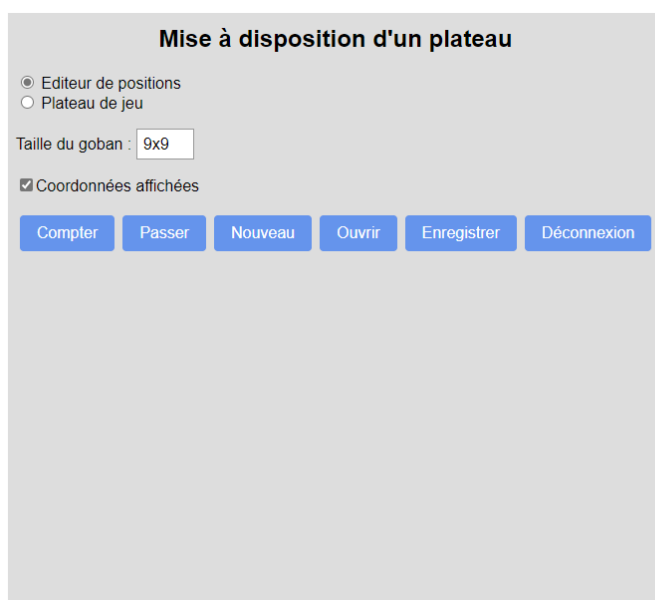 Mise à disposition d'un plateau
Editeur de positions
Plateau de jeu
Taille du goban : 9x9
Coordonnées affichées
Compter Passer Nouveau Ouvrir Enregistrer Déconnexion